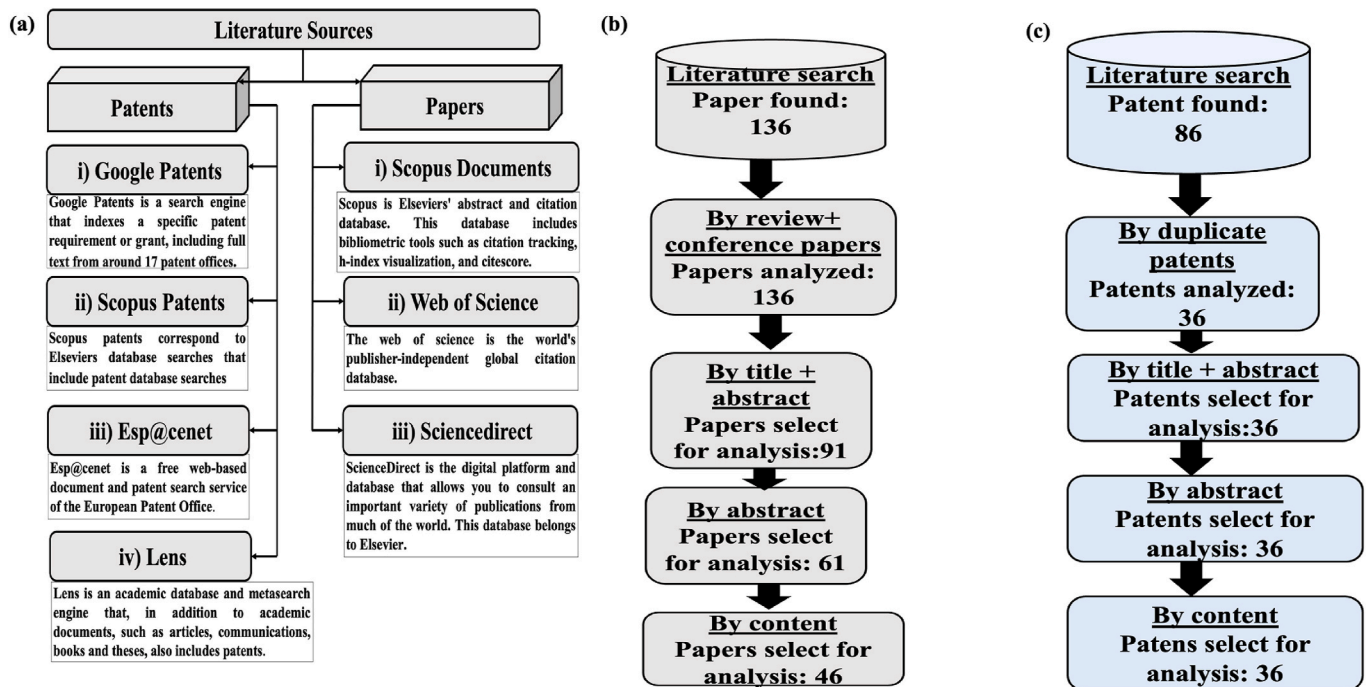 (a)
Literature Sources
Patents
i) Google Patents
Google Patents is a search engine
that indexes a specific patent
requirement or grant, including full
text from around 17 patent offices.
ii) Scopus Patents
Scopus patents correspond to
Elseviers database searches that
include patent database searches
iii) Esp@cenet
Esp@cenet is a free web-based
document and patent search service
of the European Patent Office.
iv) Lens
Lens is an academic database and metasearch
engine that, in addition to academic
documents, such as articles, communications,
books and theses, also includes patents.
Papers
i) Scopus Documents
Scopus is Elseviers' abstract and citation
database. This database includes
bibliometric tools such as citation tracking,
h-index visualization, and citescore.
ii) Web of Science
The web of science is the world's
publisher-independent global citation
database.
iii) Sciencedirect
ScienceDirect is the digital platform and
database that allows you to consult an
important variety of publications from
much of the world. This database belongs
to Elsevier.
(b)
Literature search
Paper found:
136
By review+
conference papers
Papers analyzed:
136
By title +
abstract
Papers select
for analysis:91
By abstract
Papers select
for analysis: 61
By content
Papers select for
analysis: 46
(c)
Literature search
Patent found:
86
By duplicate
patents
Patents analyzed:
36
By title + abstract
Patents select for
analysis:36
By abstract
Patents select for
analysis: 36
By content
Patens select for
analysis: 36